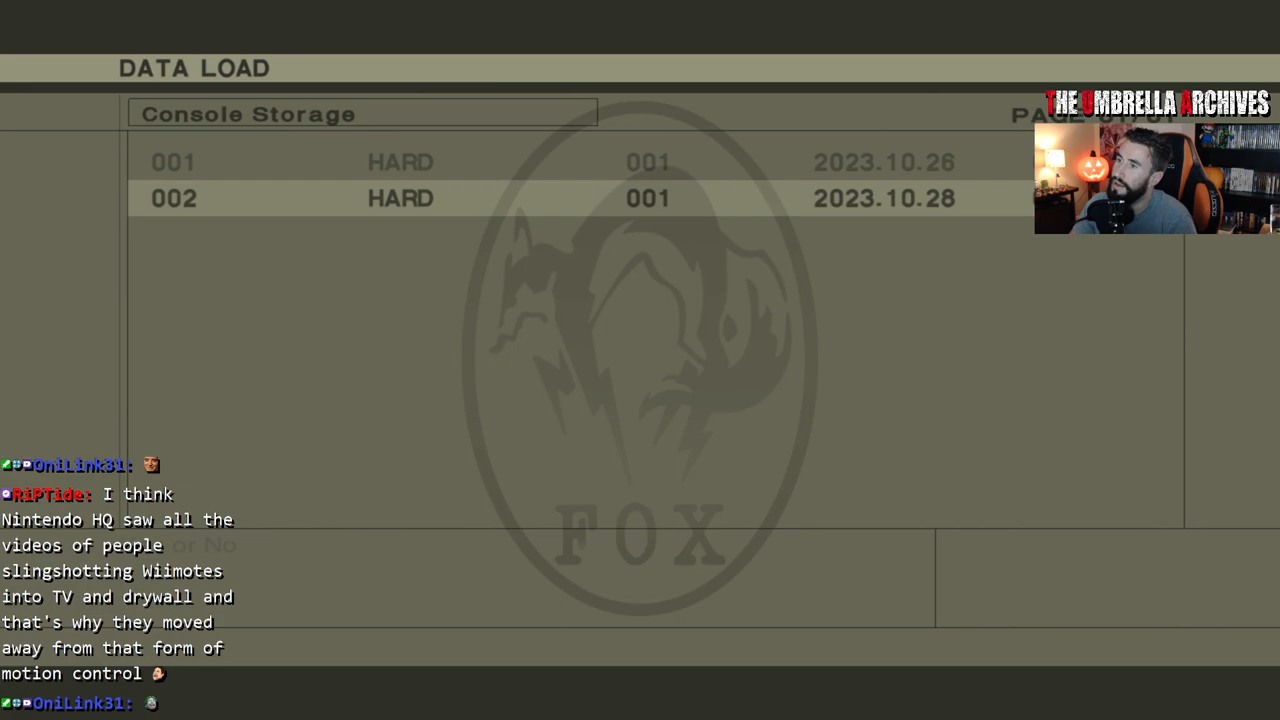 DATA LOAD
Console Storage
THE UMBRELLA ARCHIVES
001 HARD 001 2023.10.26
002 HARD 001 2023.10.28
FOX
or No
OniLink31:
RiPTide: I think
Nintendo HQ saw all the
videos of people
slingshotting Wiimotes
into TV and drywall and
that's why they moved
away from that form of
motion control
OniLink31: